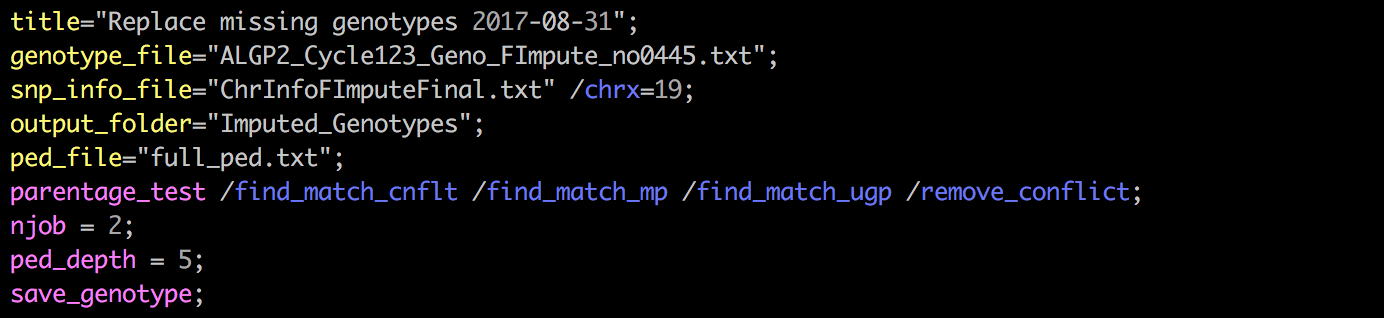 title="Replace missing genotypes 2017-08-31";
genotype_file="ALGP2_Cycle123_Geno_FImpute_no0445.txt";
snp_info_file="ChrInfoFImputeFinal.txt" /chrx=19;
output_folder="Imputed_Genotypes";
ped_file="full_ped.txt";
parentage_test /find_match_cnflt /find_match_mp /find_match_ugp /remove_conflict;
njob = 2;
ped_depth = 5;
save_genotype;